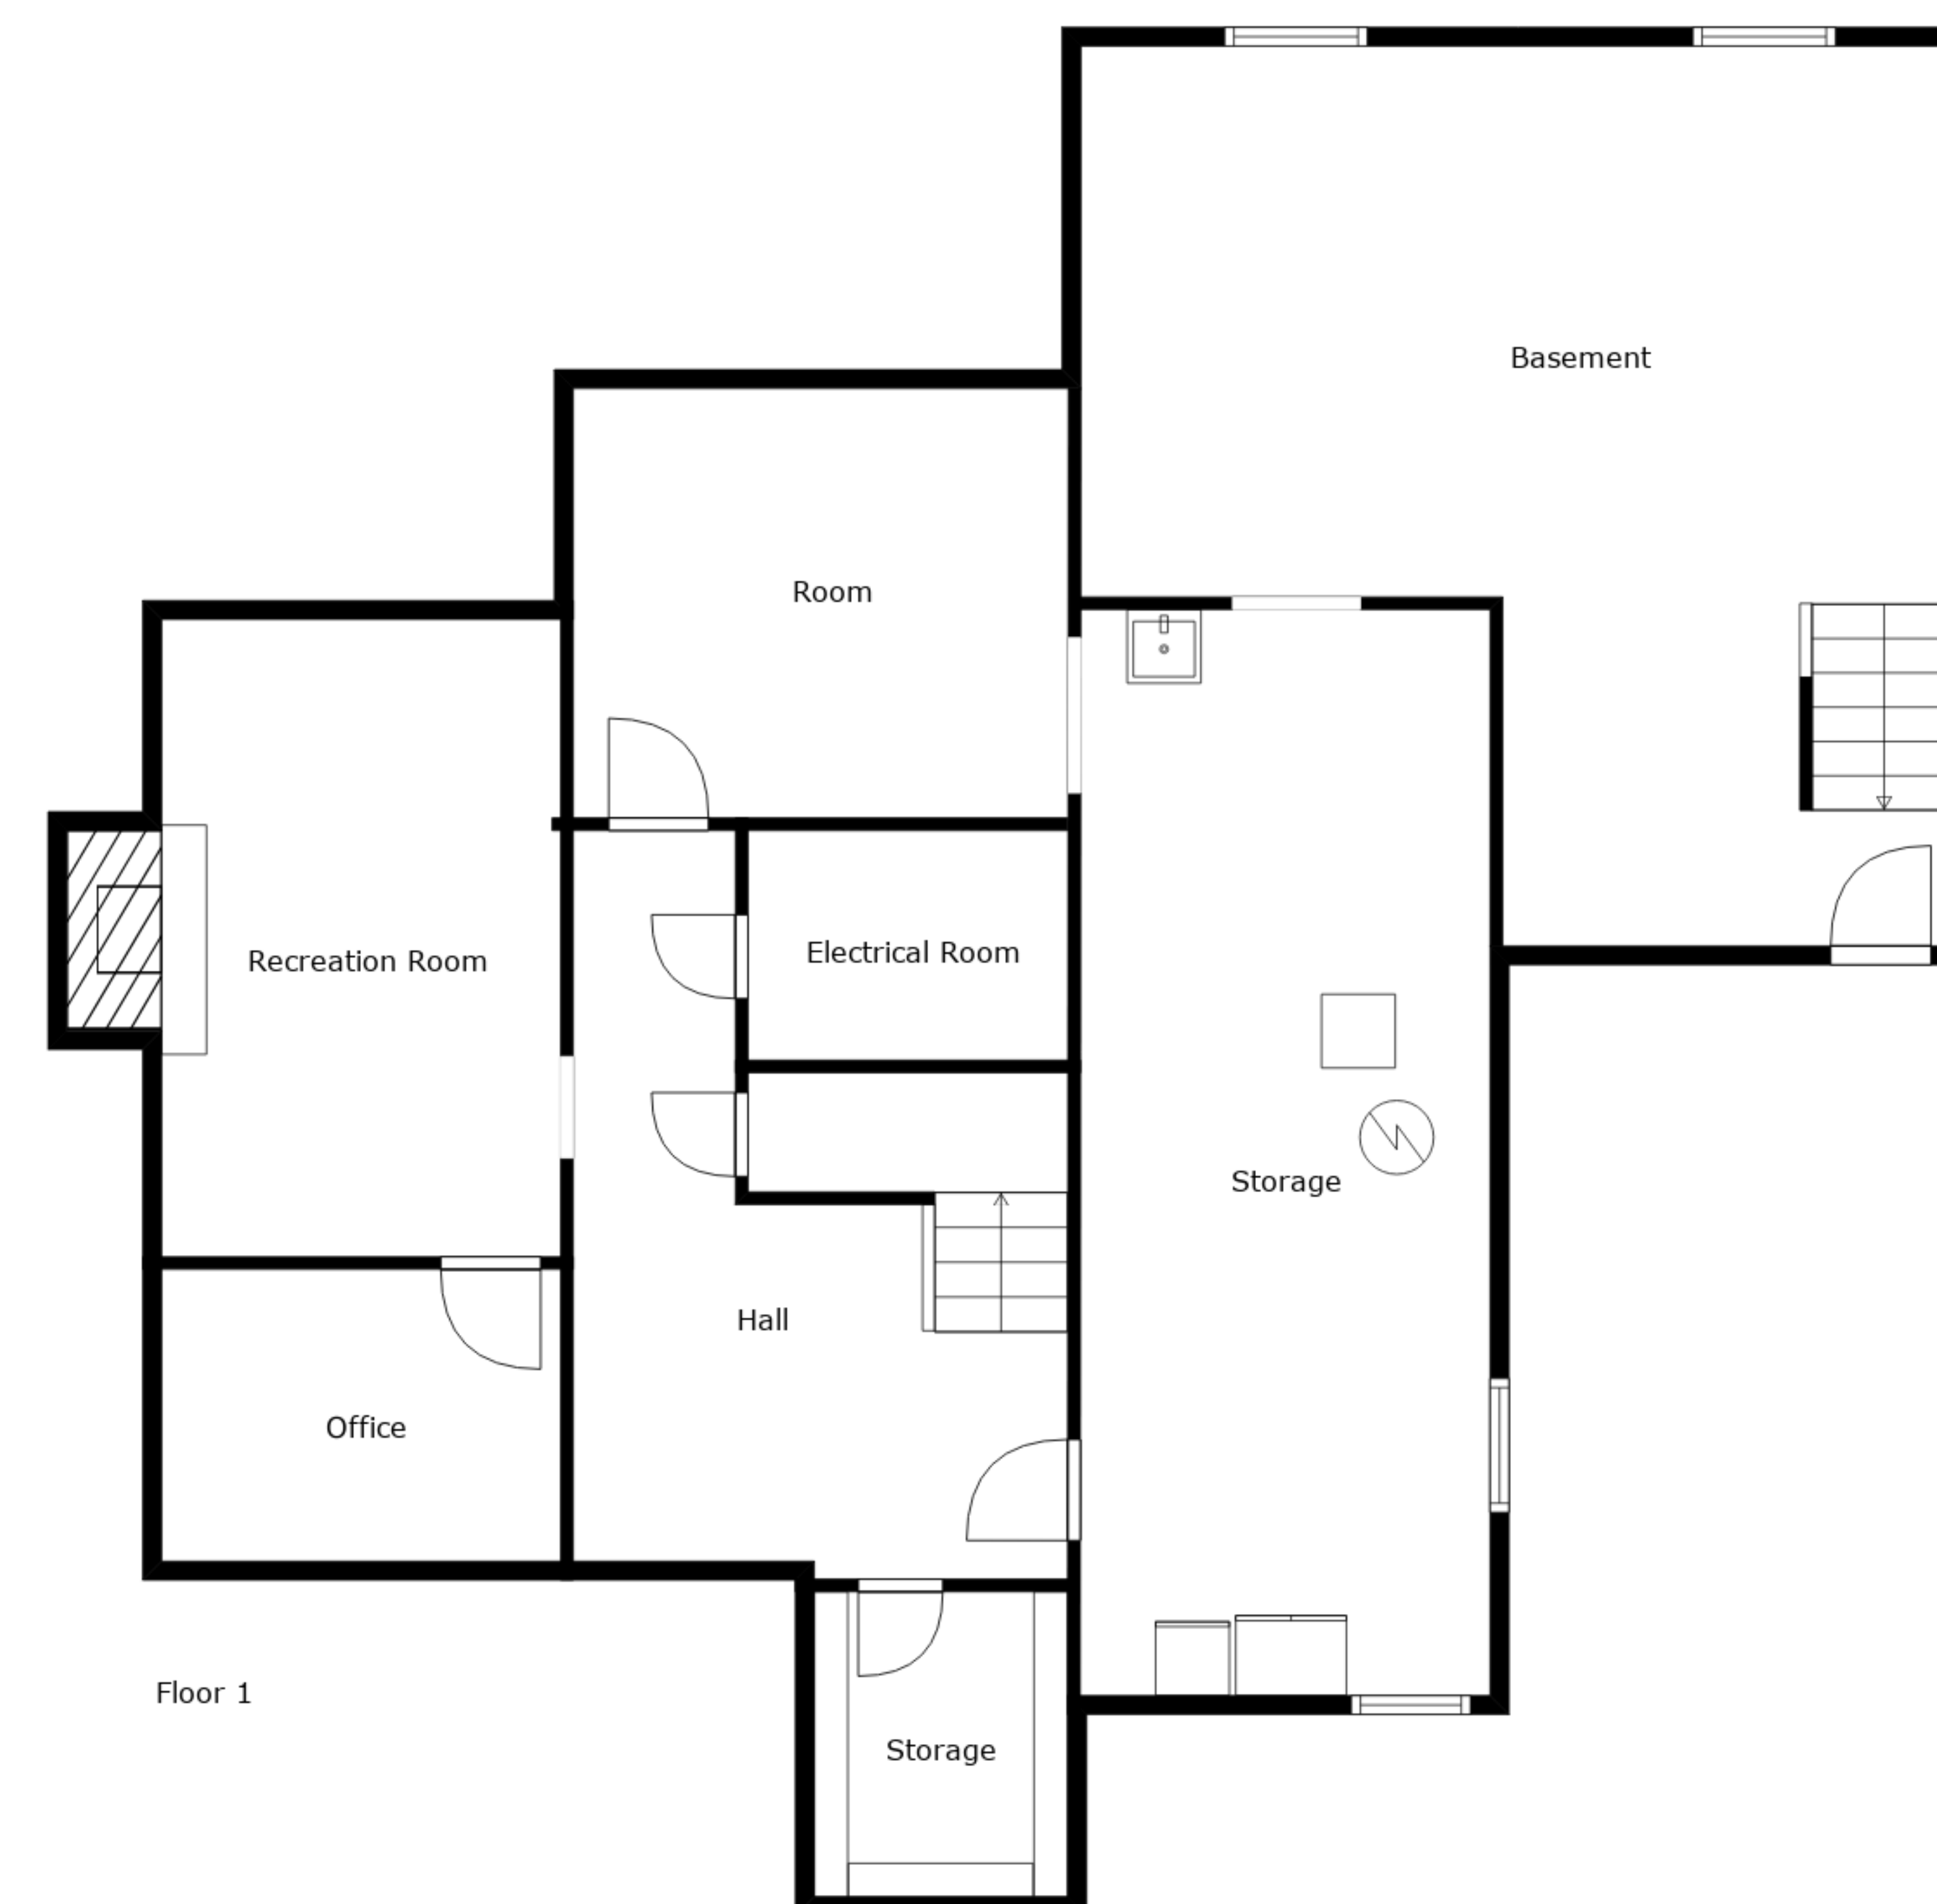 Basement
Room
Electrical Room
Recreation Room
Storage
Hall
Office
Floor 1
Storage